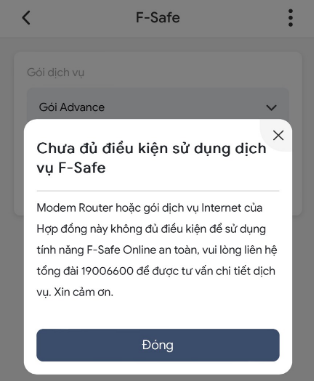 F-Safe
Gói dịch vụ
Gói Advance
Chưa đủ điều kiện sử dụng dịch
vụ F-Safe
Modem Router hoặc gói dịch vụ Internet của
Hợp đồng này không đủ điều kiện để sử dụng
tính năng F-Safe Online an toàn, vui lòng liên hệ
tổng đài 19006600 để được tư vấn chi tiết dịch
vụ. Xin cảm ơn.
Đóng